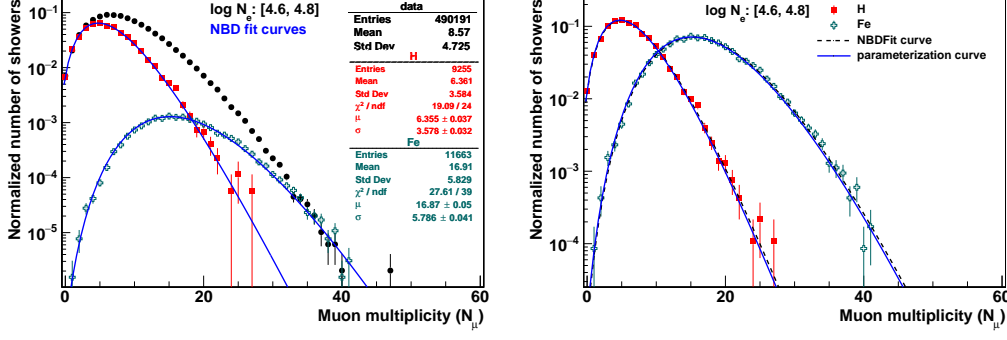 log Nₑ: [4.6, 4.8]
NBD fit curves
data
Entries 490191
Mean 8.57
Std Dev 4.725
H
Entries 9255
Mean 6.361
Std Dev 3.584
χ² / ndf 19.09 / 24
μ 6.355 ± 0.037
σ 3.578 ± 0.032
Fe
Entries 11663
Mean 16.91
Std Dev 5.829
χ² / ndf 27.61 / 39
μ 16.87 ± 0.05
σ 5.786 ± 0.041
Normalized number of showers
10⁻¹
10⁻²
10⁻³
10⁻⁴
10⁻⁵
0 20 40 60
Muon multiplicity (N_μ)
log Nₑ: [4.6, 4.8]
H
Fe
NBDFit curve
parameterization curve
Normalized number of showers
10⁻¹
10⁻²
10⁻³
10⁻⁴
0 20 40 60
Muon multiplicity (N_μ)